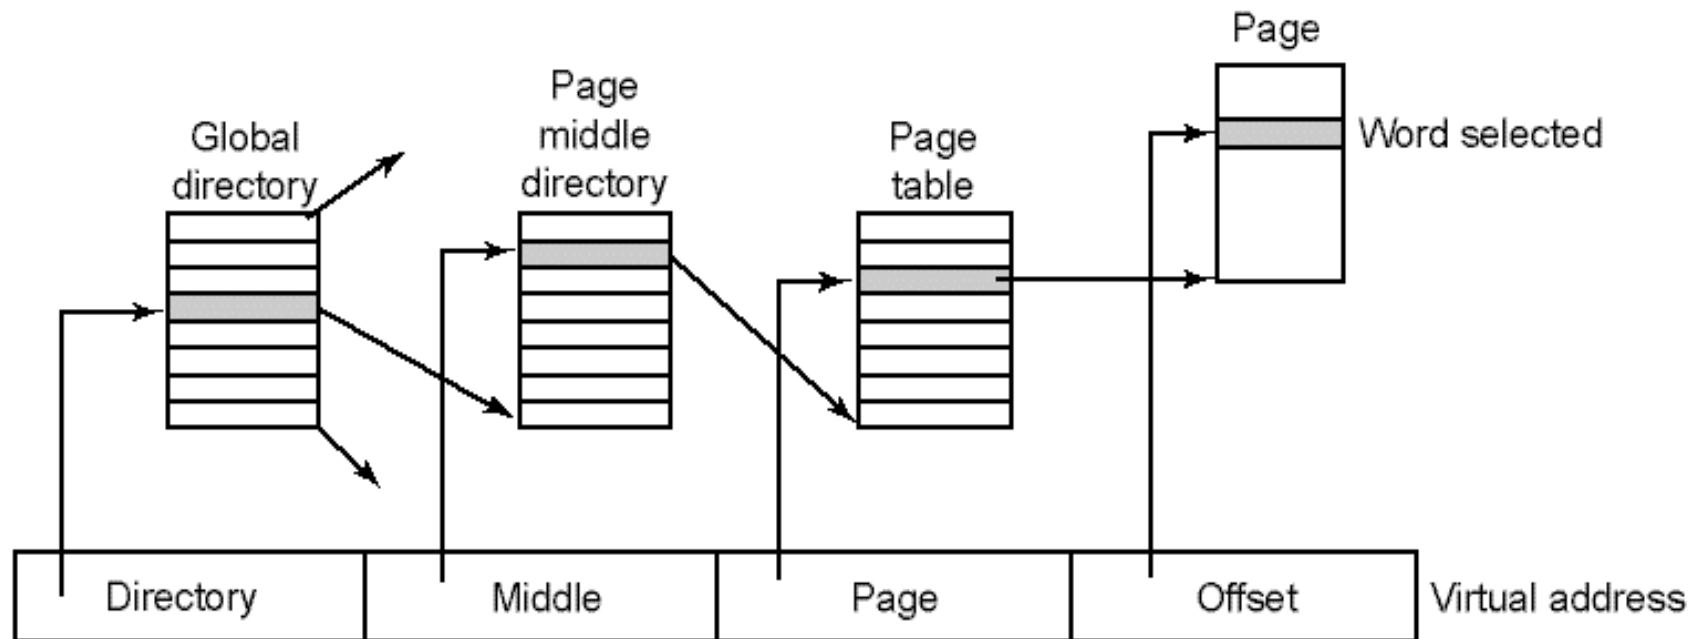 Page
Word selected
Page
middle
directory
Global
directory
Page
table
Directory
Middle
Page
Offset
Virtual address